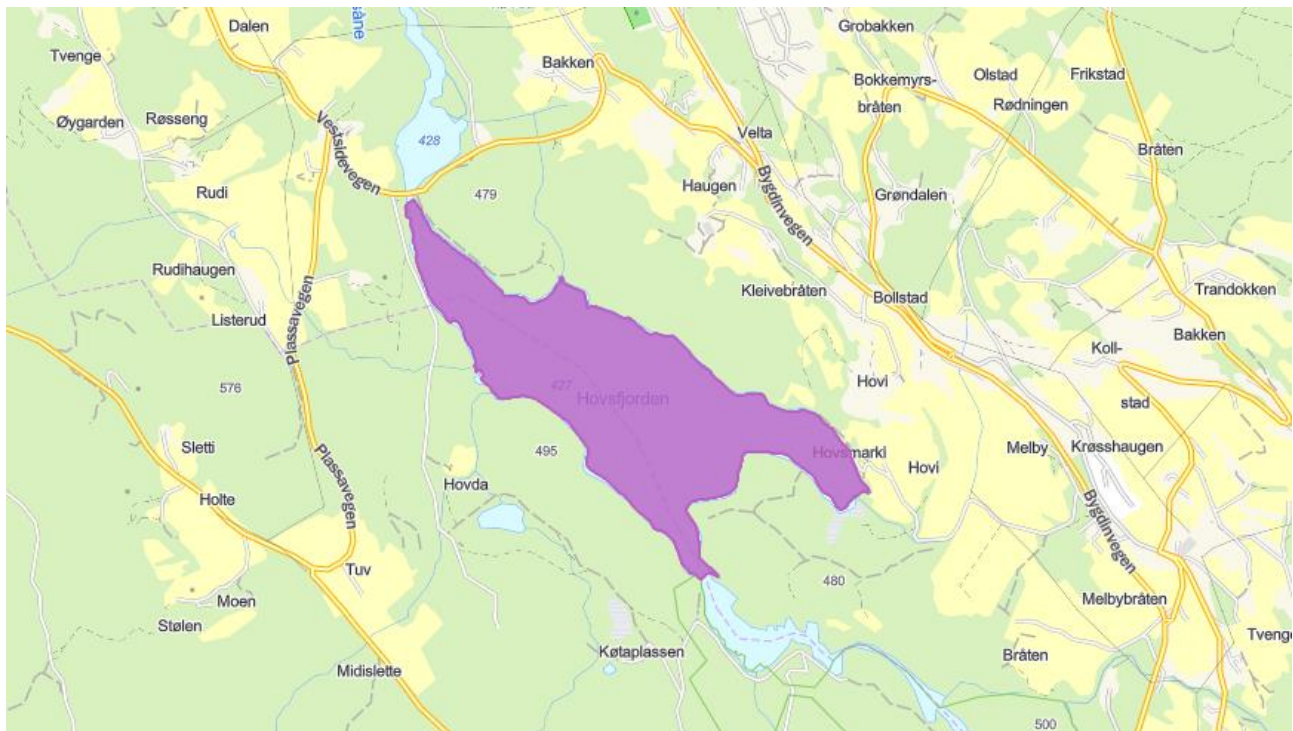 Dalen
såne
Grobakken
Tvenge
Bakken
Bokkemyrs-
bråten
Olstad
Frikstad
Rødningen
Øygarden
Røsseng
Vestsidevegen
428
Velta
Bråten
Rudi
479
Haugen
Bygdinvegen
Grøndalen
Rudihaugen
Kleivebråten
Bollstad
Trandokken
Listerud
Plassavegen
Bakken
Koll-
stad
576
427
Hovsfjorden
Hovi
Sletti
495
Hovsmarki
Hovi
Melby
Krøsshaugen
Plassavegen
Holte
Hovda
Bygdinvegen
Tuv
480
Moen
Melbybråten
Stølen
Tvenge
Køtaplassen
Bråten
Midislette
500